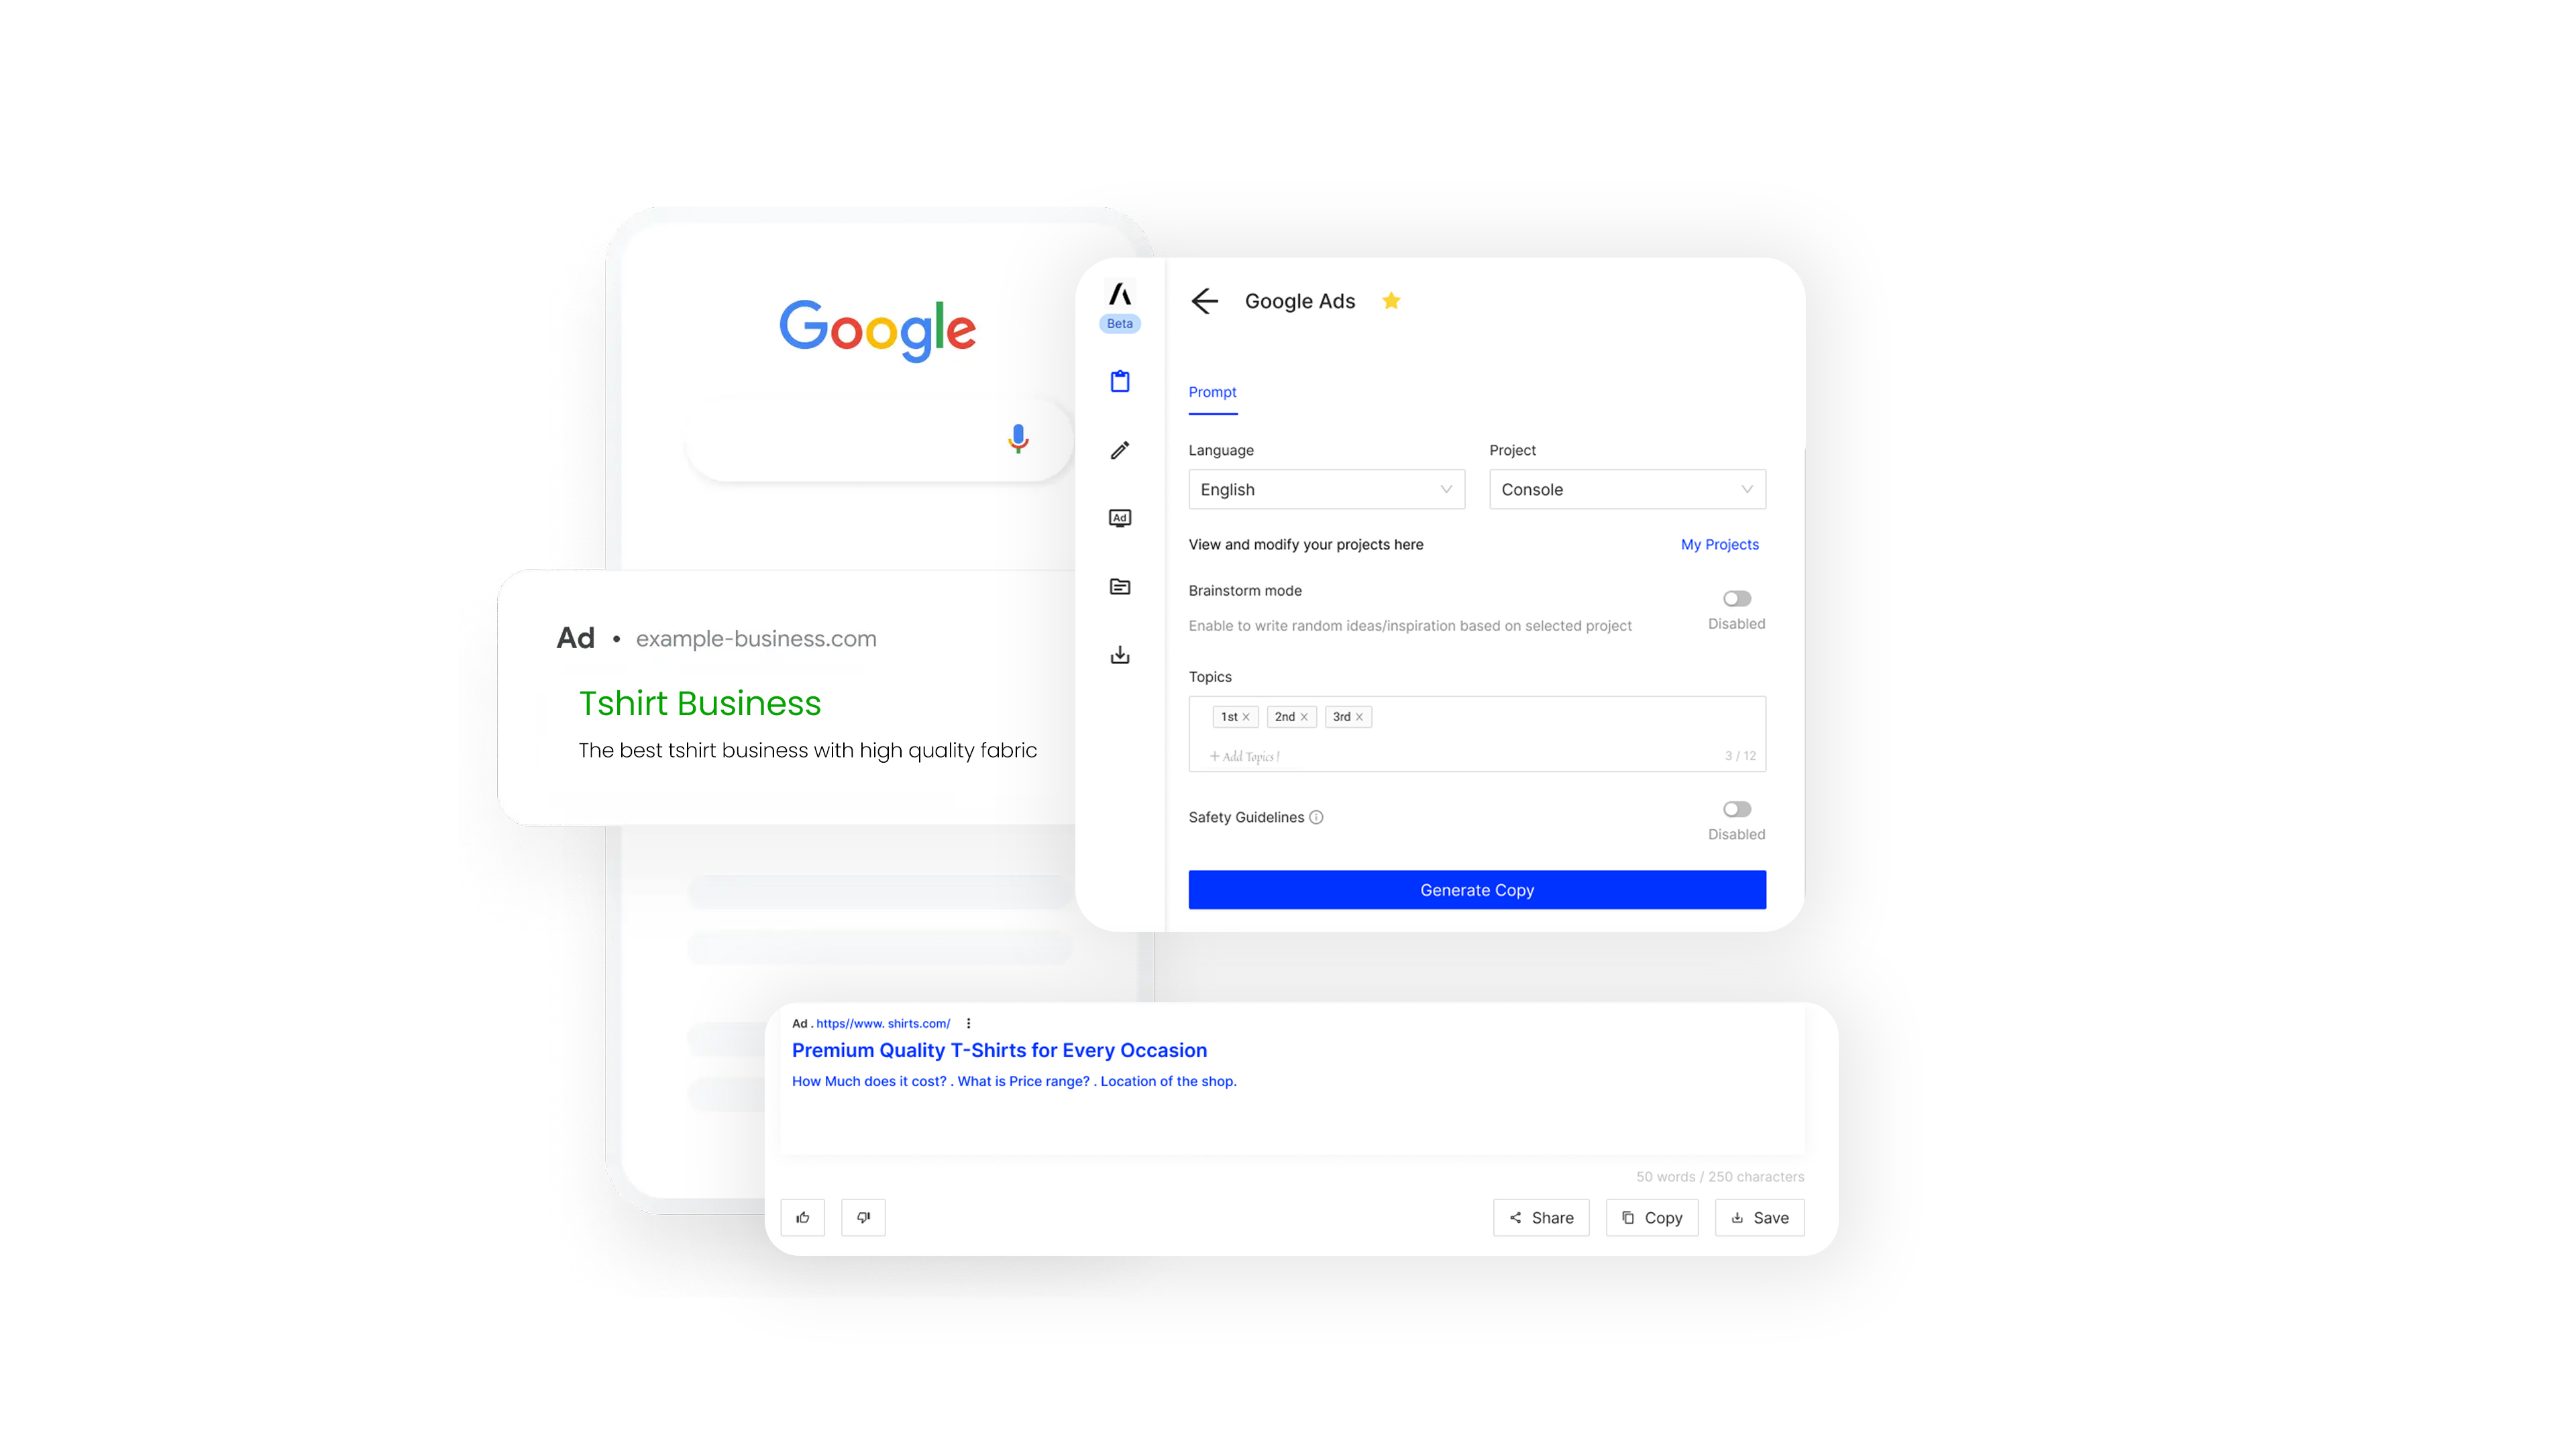 Google
Ad • example-business.com
Tshirt Business
The best tshirt business with high quality fabric
Beta
Google Ads
Prompt
Language
Project
English
Console
View and modify your projects here
My Projects
Brainstorm mode
Enable to write random ideas/inspiration based on selected project
Disabled
Ad
Topics
1st
2nd
3rd
+ Add Topics!
3 / 12
Safety Guidelines
Disabled
Generate Copy
Ad . https//www. shirts.com/
Premium Quality T-Shirts for Every Occasion
How Much does it cost? . What is Price range? . Location of the shop.
50 words / 250 characters
Share
Copy
Save